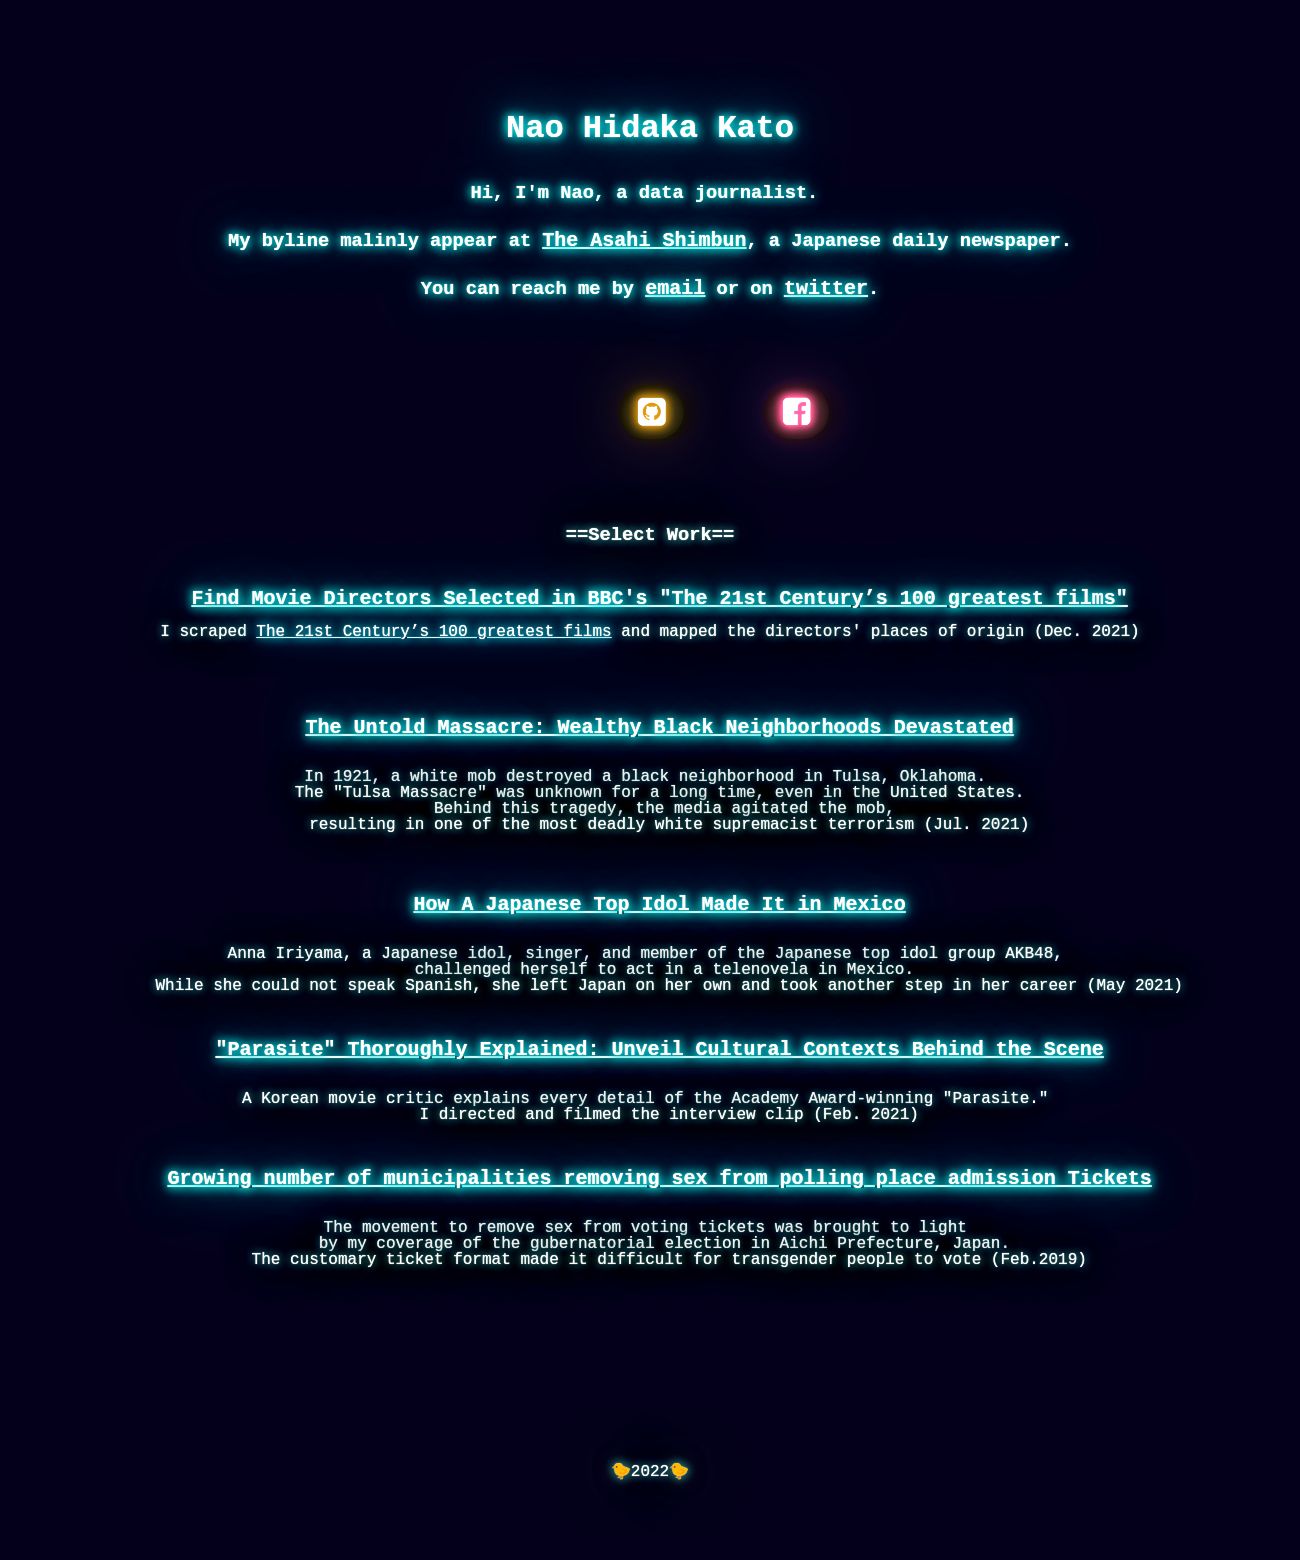 Nao Hidaka Kato
Hi, I'm Nao, a data journalist.
My byline malinly appear at The Asahi Shimbun, a Japanese daily newspaper.
You can reach me by email or on twitter.
==Select Work==
Find Movie Directors Selected in BBC's "The 21st Century’s 100 greatest films"
I scraped The 21st Century’s 100 greatest films and mapped the directors' places of origin (Dec. 2021)
The Untold Massacre: Wealthy Black Neighborhoods Devastated
In 1921, a white mob destroyed a black neighborhood in Tulsa, Oklahoma.
The "Tulsa Massacre" was unknown for a long time, even in the United States.
Behind this tragedy, the media agitated the mob,
resulting in one of the most deadly white supremacist terrorism (Jul. 2021)
How A Japanese Top Idol Made It in Mexico
Anna Iriyama, a Japanese idol, singer, and member of the Japanese top idol group AKB48,
challenged herself to act in a telenovela in Mexico.
While she could not speak Spanish, she left Japan on her own and took another step in her career (May 2021)
"Parasite" Thoroughly Explained: Unveil Cultural Contexts Behind the Scene
A Korean movie critic explains every detail of the Academy Award-winning "Parasite."
I directed and filmed the interview clip (Feb. 2021)
Growing number of municipalities removing sex from polling place admission Tickets
The movement to remove sex from voting tickets was brought to light
by my coverage of the gubernatorial election in Aichi Prefecture, Japan.
The customary ticket format made it difficult for transgender people to vote (Feb.2019)
🐤2022🐤